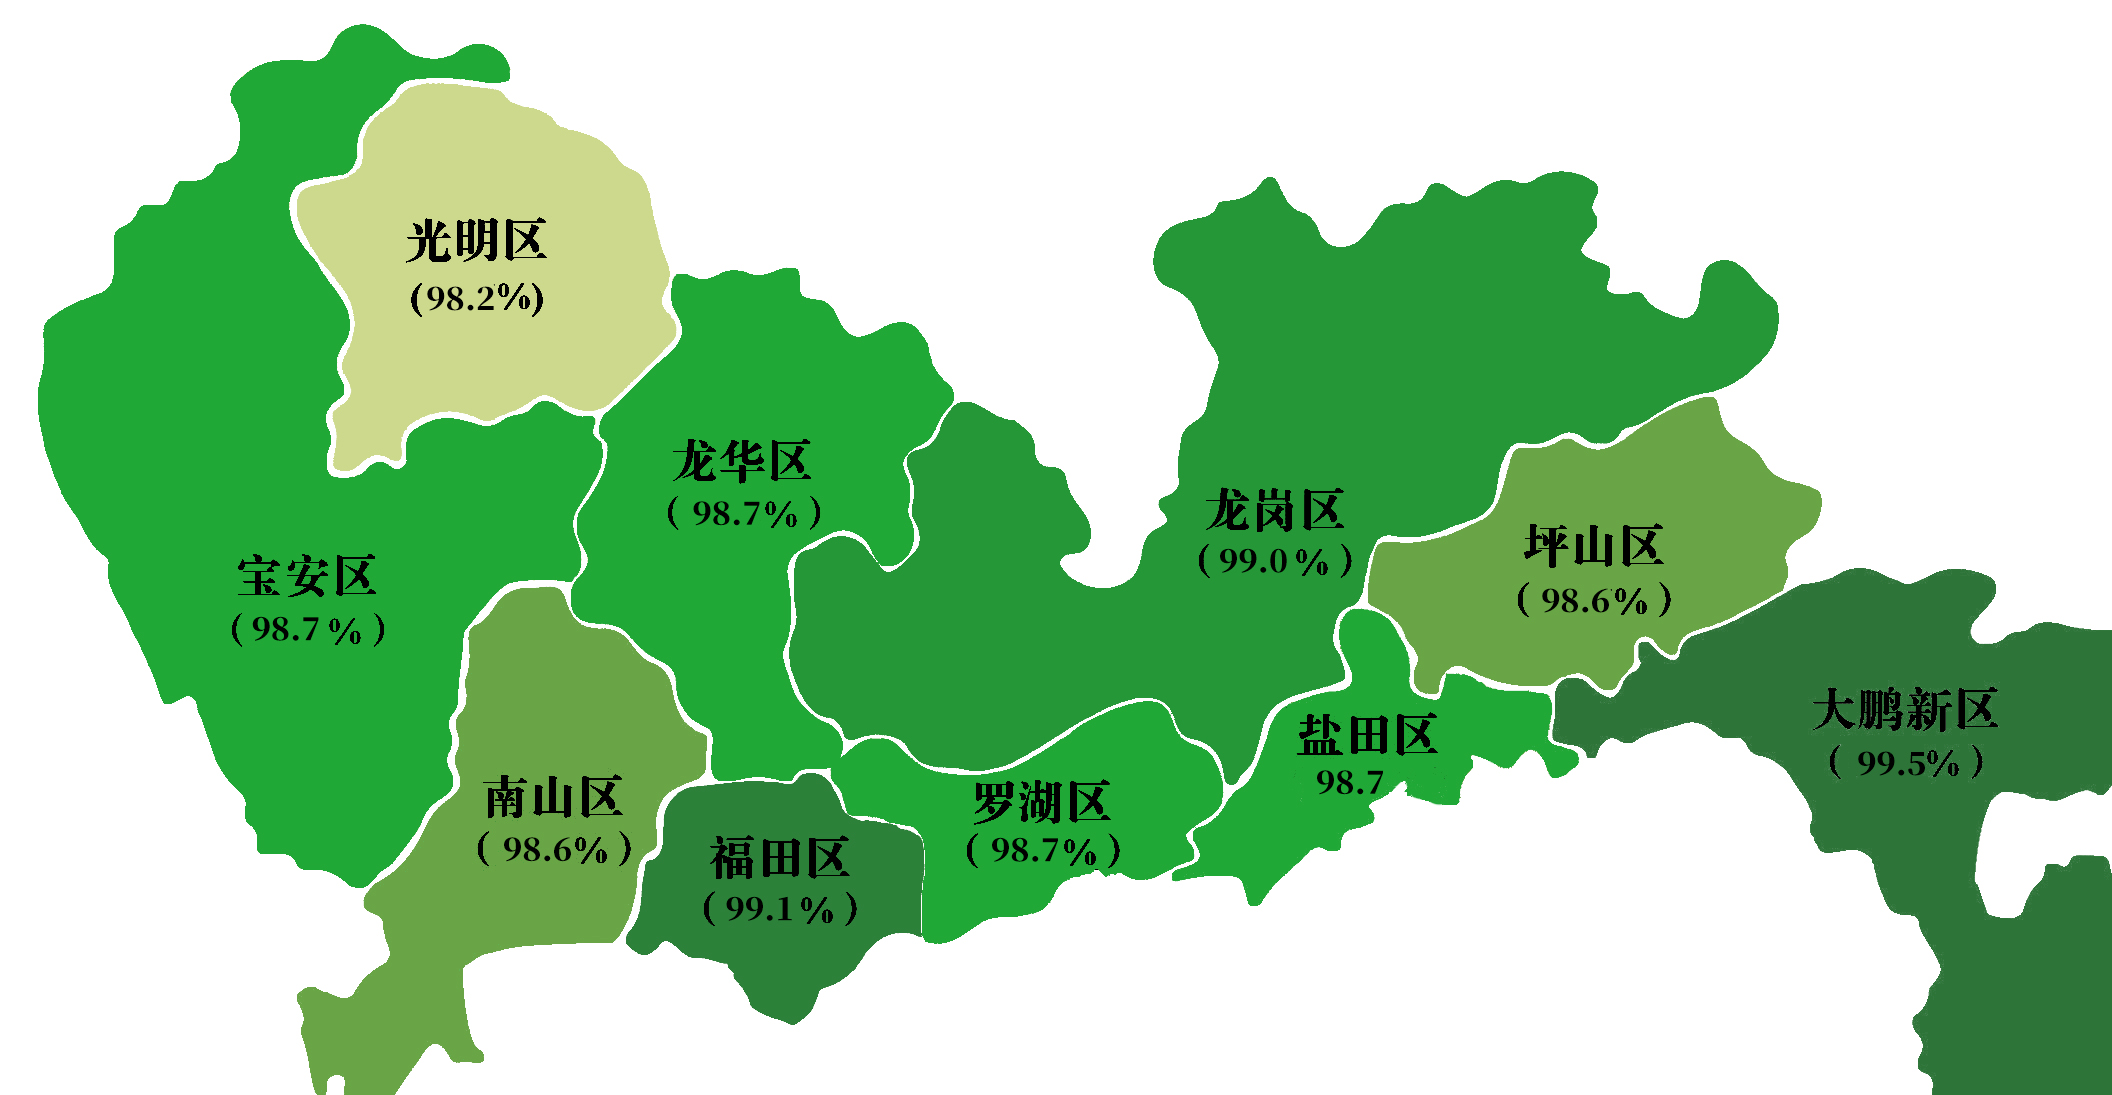 光明区
(98.2%)
龙华区
(98.7%)
龙岗区
(99.0%)
坪山区
(98.6%)
宝安区
(98.7%)
大鹏新区
(99.5%)
盐田区
98.7
南山区
(98.6%)
罗湖区
(98.7%)
福田区
(99.1%)